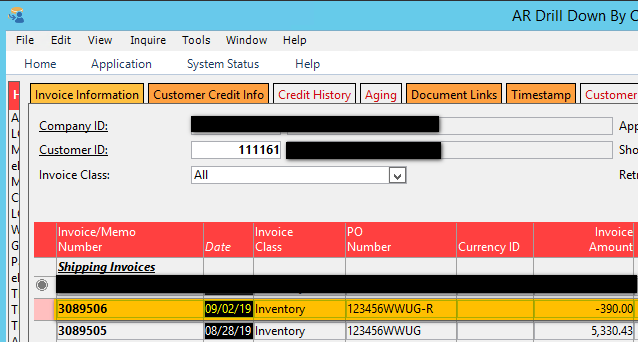 AR Drill Down By C
File Edit View Inquire Tools Window Help
Home Application System Status Help
Invoice Information Customer Credit Info Credit History Aging Document Links Timestamp Customer
Company ID: App
Customer ID: 111161 Sho
Invoice Class: All Retr
Invoice/Memo Number Date Invoice Class PO Number Currency ID Invoice Amount
Shipping Invoices
3089506 09/02/19 Inventory 123456WWUG-R -390.00
3089505 08/28/19 Inventory 123456WWUG 5,330.43